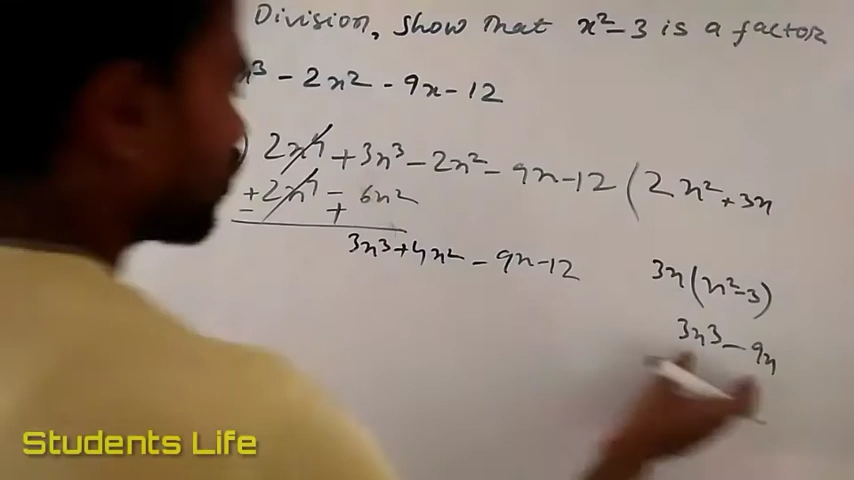 Division, show that x² - 3 is a factor
x³ - 2x² - 9x - 12
) 2x⁴ + 3x³ - 2x² - 9x - 12 ( 2x² + 3x
+ 2x⁴ - 6x²
- +
3x³ + 4x² - 9x - 12
3x (x² - 3)
3x³ - 9x
Students Life